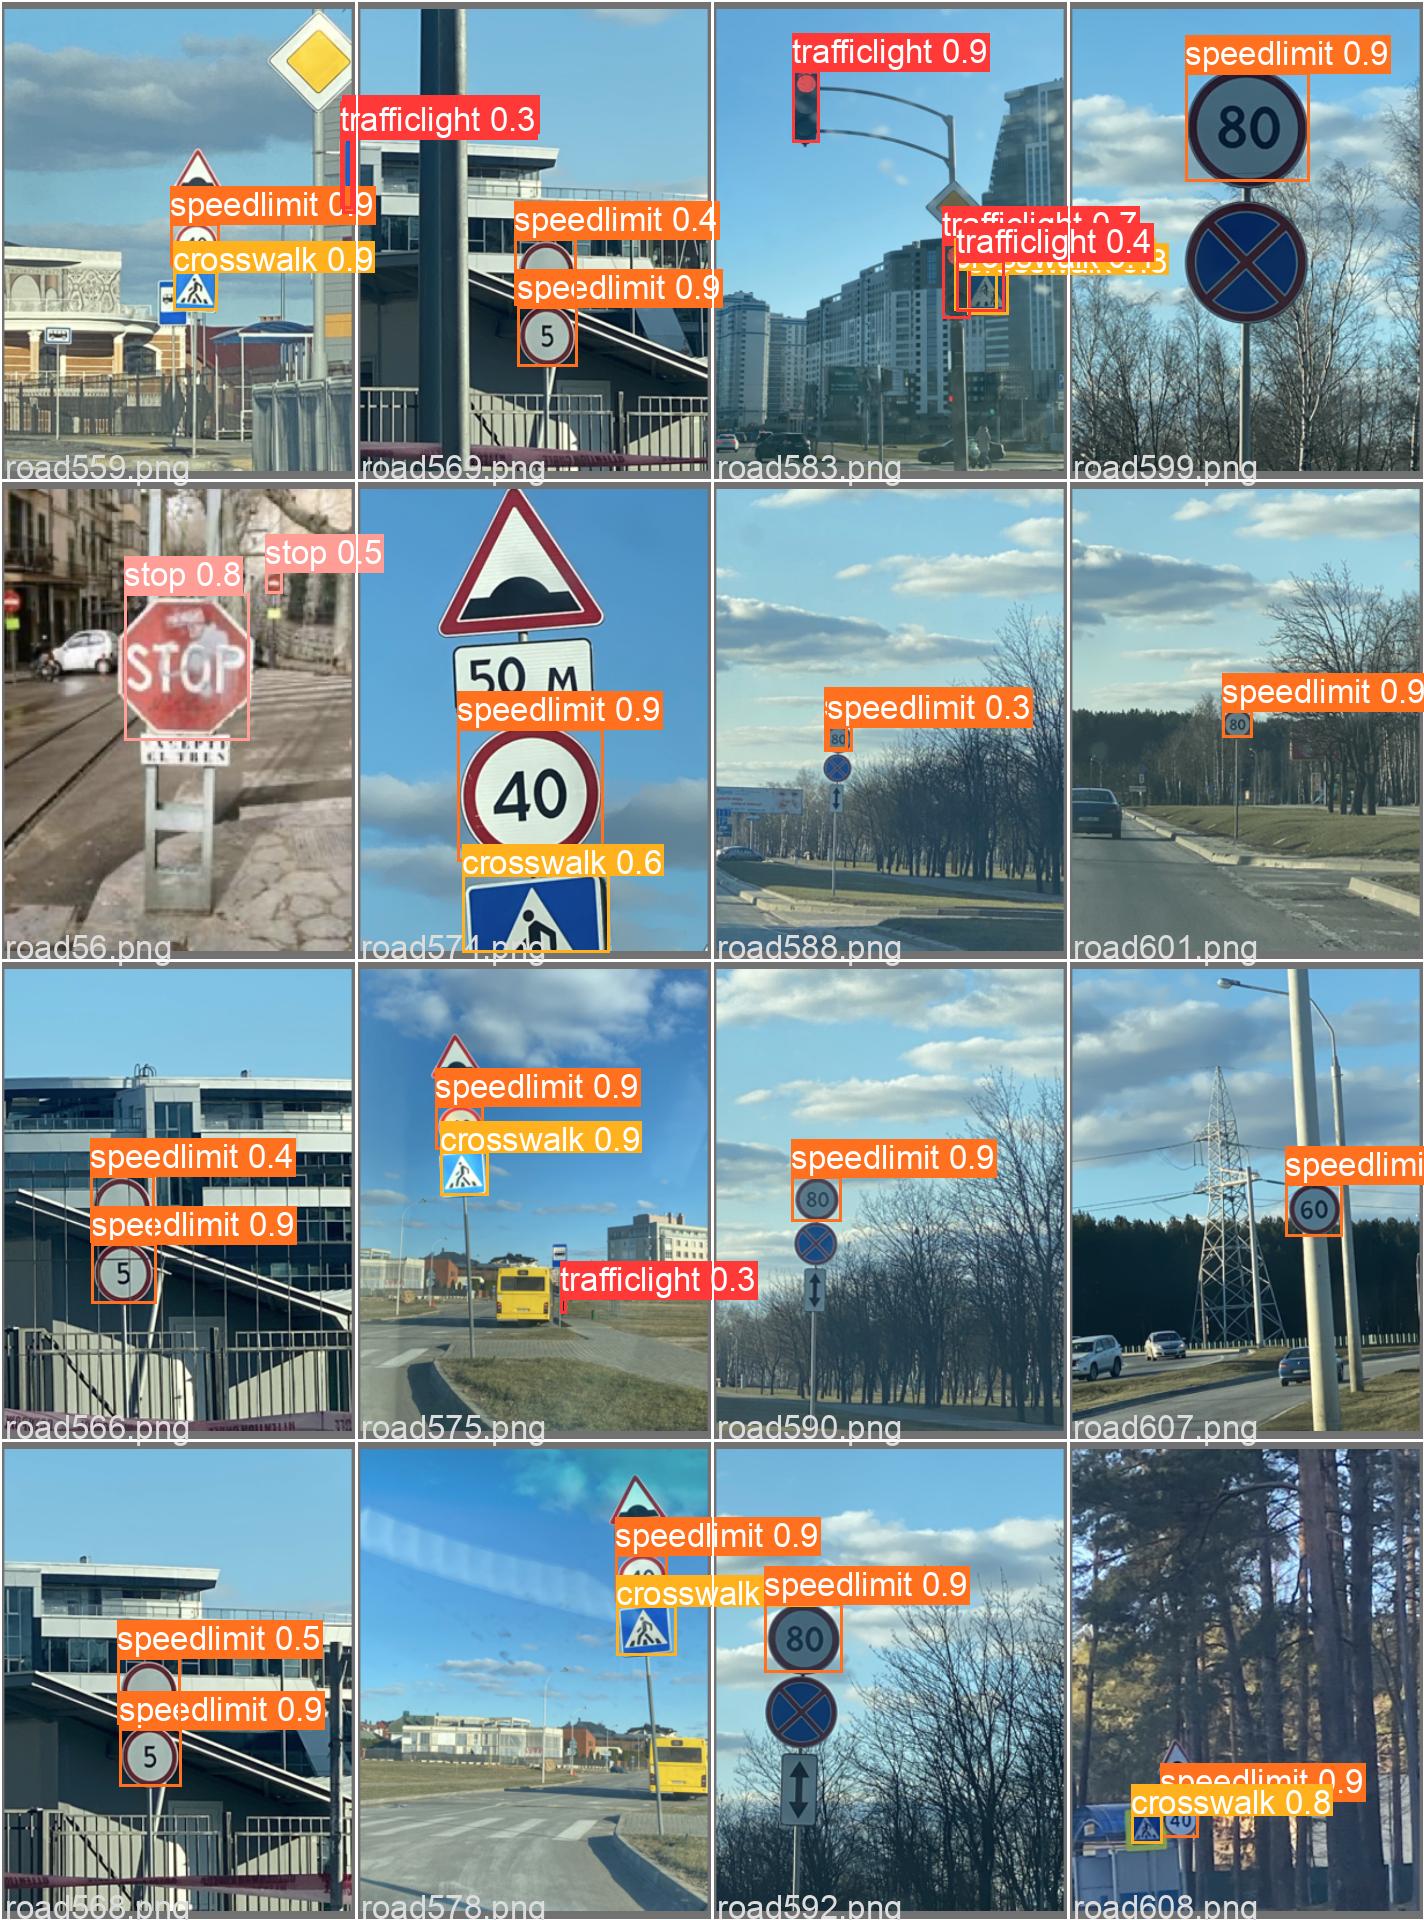 trafficlight 0.3
speedlimit 0.9
crosswalk 0.9
road559.png
speedlimit 0.4
speedlimit 0.9
5
road569.png
trafficlight 0.9
trafficlight 0.7
trafficlight 0.4
road583.png
speedlimit 0.9
80
road599.png
stop 0.5
stop 0.8
STOP
road56.png
50 м
speedlimit 0.9
40
crosswalk 0.6
road574.png
speedlimit 0.3
80
road588.png
speedlimit 0.9
80
road601.png
speedlimit 0.4
speedlimit 0.9
5
road566.png
speedlimit 0.9
crosswalk 0.9
trafficlight 0.3
road575.png
speedlimit 0.9
80
road590.png
speedlimi
60
road607.png
speedlimit 0.5
speedlimit 0.9
5
road568.png
speedlimit 0.9
crosswalk
road578.png
speedlimit 0.9
80
road592.png
speedlimit 0.9
crosswalk 0.8
40
road608.png